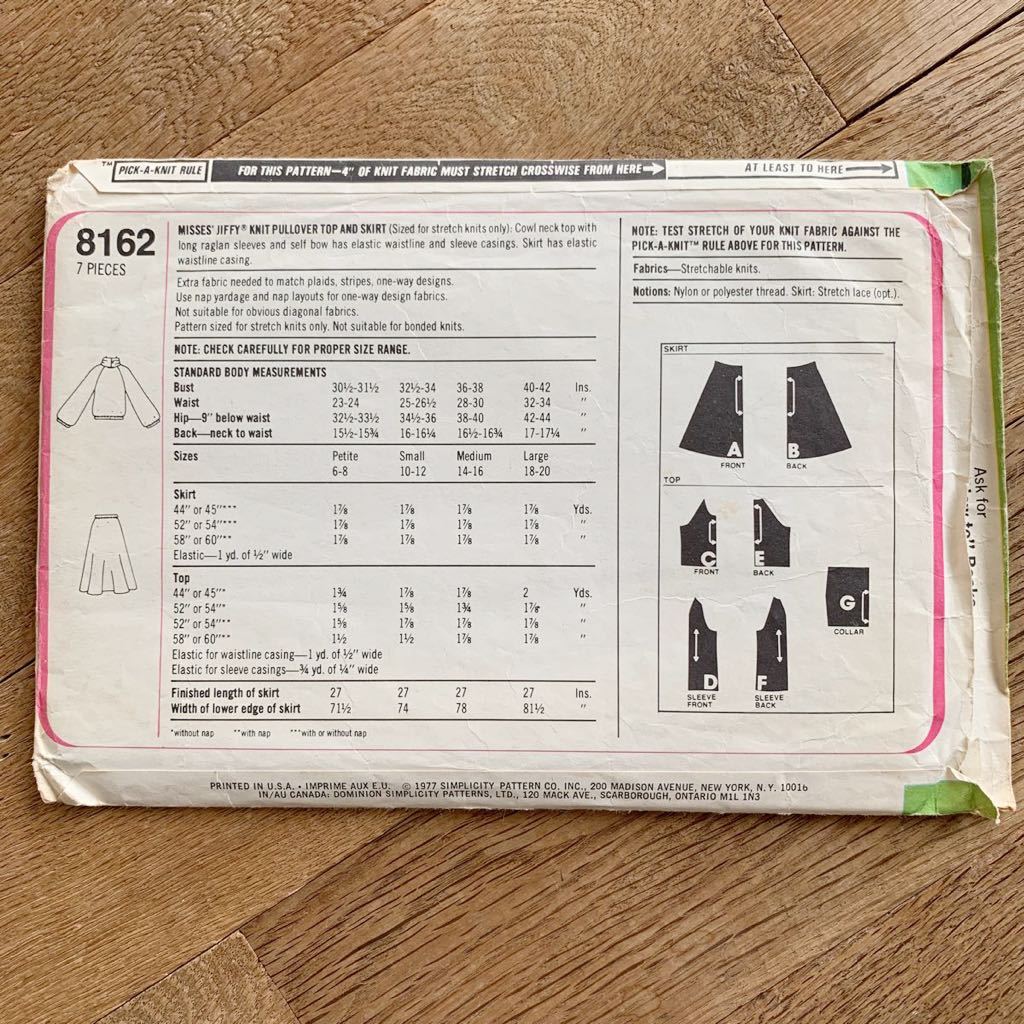 ™ PICK-A-KNIT RULE FOR THIS PATTERN—4" OF KNIT FABRIC MUST STRETCH CROSSWISE FROM HERE AT LEAST TO HERE
8162
7 PIECES
MISSES' JIFFY® KNIT PULLOVER TOP AND SKIRT (Sized for stretch knits only): Cowl neck top with
long raglan sleeves and self bow has elastic waistline and sleeve casings. Skirt has elastic
waistline casing.
Extra fabric needed to match plaids, stripes, one-way designs.
Use nap yardage and nap layouts for one-way design fabrics.
Not suitable for obvious diagonal fabrics.
Pattern sized for stretch knits only. Not suitable for bonded knits.
NOTE: CHECK CAREFULLY FOR PROPER SIZE RANGE.
STANDARD BODY MEASUREMENTS
Bust 30½-31½ 32½-34 36-38 40-42 Ins.
Waist 23-24 25-26½ 28-30 32-34 "
Hip—9" below waist 32½-33½ 34½-36 38-40 42-44 "
Back—neck to waist 15½-15¾ 16-16¼ 16½-16¾ 17-17¼ "
Sizes Petite Small Medium Large
6-8 10-12 14-16 18-20
Skirt
44" or 45"*** 1⅞ 1⅞ 1⅞ 1⅞ Yds.
52" or 54"*** 1⅞ 1⅞ 1⅞ 1⅞ "
58" or 60"** 1⅞ 1⅞ 1⅞ 1⅞ "
Elastic—1 yd. of ½" wide
Top
44" or 45"* 1¾ 1⅞ 1⅞ 2 Yds.
52" or 54"* 1⅝ 1⅝ 1¾ 1⅞ "
52" or 54"** 1⅝ 1⅞ 1⅞ 1⅞ "
58" or 60"** 1½ 1½ 1⅞ 1⅞ "
Elastic for waistline casing—1 yd. of ½" wide
Elastic for sleeve casings—¾ yd. of ¼" wide
Finished length of skirt 27 27 27 27 Ins.
Width of lower edge of skirt 71½ 74 78 81½ "
*without nap **with nap ***with or without nap
NOTE: TEST STRETCH OF YOUR KNIT FABRIC AGAINST THE
PICK-A-KNIT™ RULE ABOVE FOR THIS PATTERN.
Fabrics—Stretchable knits.
Notions: Nylon or polyester thread. Skirt: Stretch lace (opt.).
SKIRT
A B
FRONT BACK
TOP
C E
FRONT BACK
G
COLLAR
D F
SLEEVE FRONT SLEEVE BACK
Ask for
PRINTED IN U.S.A. • IMPRIME AUX E.U. © 1977 SIMPLICITY PATTERN CO. INC., 200 MADISON AVENUE, NEW YORK, N.Y. 10016
IN/AU CANADA: DOMINION SIMPLICITY PATTERNS, LTD., 120 MACK AVE., SCARBOROUGH, ONTARIO M1L 1N3